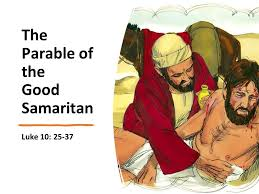 The
Parable of
the
Good
Samaritan
Luke 10: 25-37